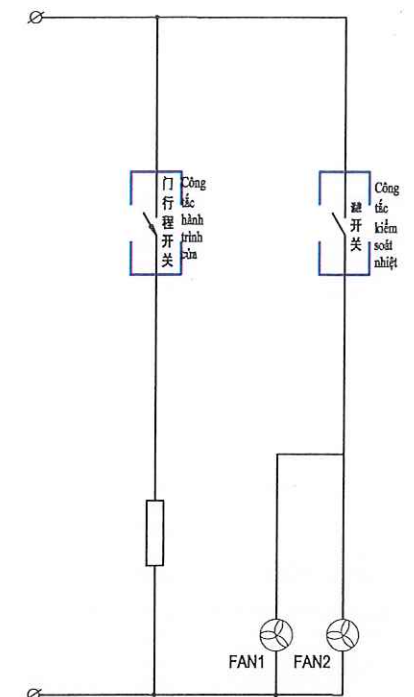 门
行
程
开
关
Công
tắc
hành
trình
cửa
开
关
Công
tắc
kiểm
soát
nhiệt
FAN1
FAN2